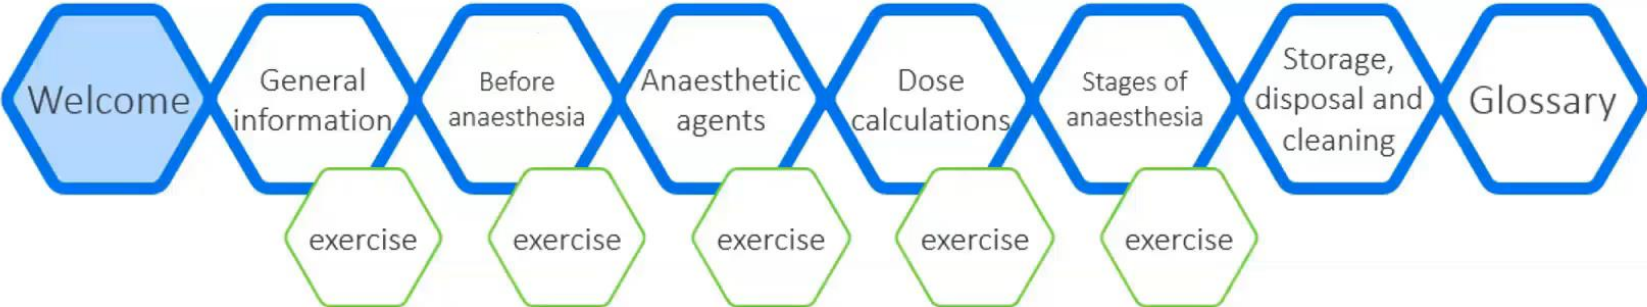 Welcome
General
information
Before
anaesthesia
Anaesthetic
agents
Dose
calculations
Stages of
anaesthesia
Storage,
disposal and
cleaning
Glossary
exercise
exercise
exercise
exercise
exercise